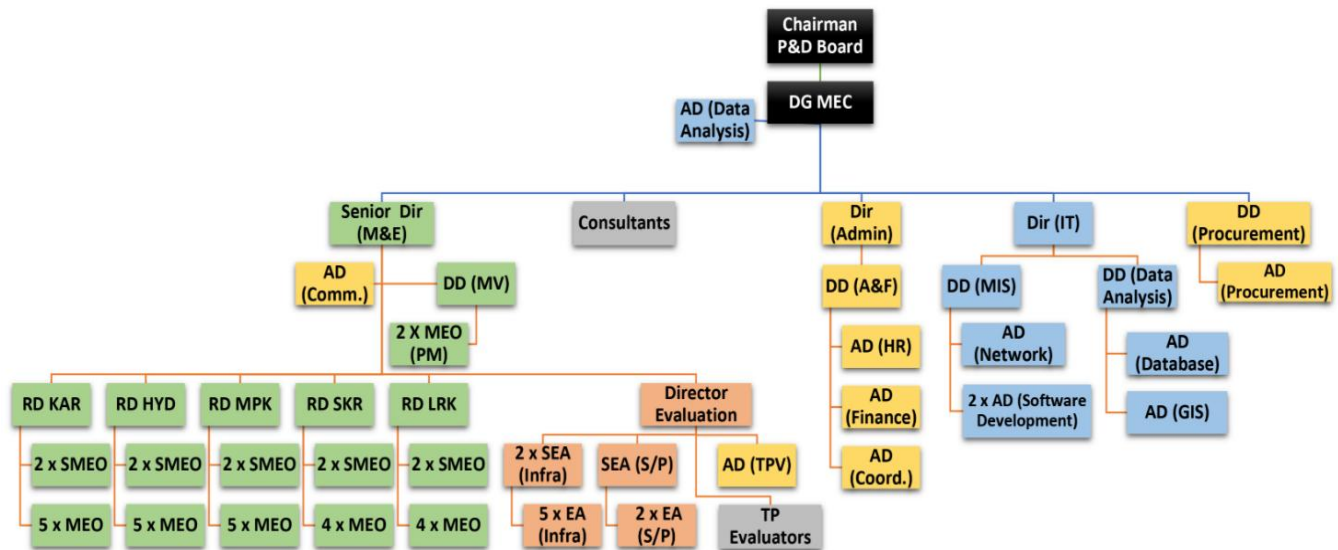 Chairman
P&D Board
DG MEC
AD (Data
Analysis)
Senior Dir
(M&E)
Consultants
Dir
(Admin)
Dir (IT)
DD
(Procurement)
AD
(Comm.)
DD (MV)
DD (A&F)
DD (MIS)
DD (Data
Analysis)
AD
(Procurement)
2 X MEO
(PM)
AD (HR)
AD
(Network)
AD
(Database)
RD KAR
RD HYD
RD MPK
RD SKR
RD LRK
Director
Evaluation
AD
(Finance)
2 x AD (Software
Development)
AD (GIS)
2 x SMEO
2 x SMEO
2 x SMEO
2 x SMEO
2 x SMEO
2 x SEA
(Infra)
SEA (S/P)
AD (TPV)
AD
(Coord.)
5 x MEO
5 x MEO
5 x MEO
4 x MEO
4 x MEO
5 x EA
(Infra)
2 x EA
(S/P)
TP
Evaluators